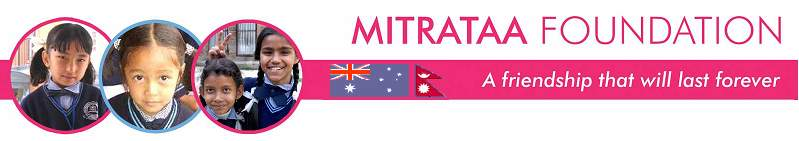 MITRATAA FOUNDATION
A friendship that will last forever